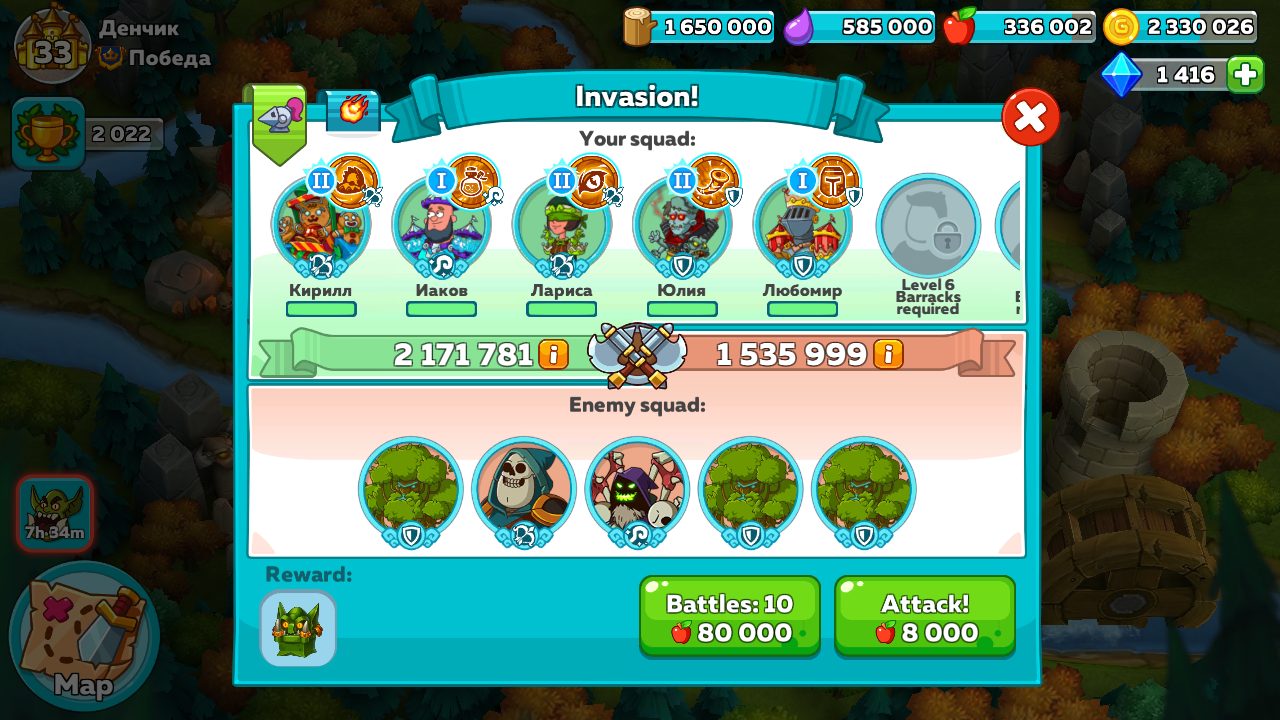 33
Денчик
Победа
1 650 000
585 000
336 002
2 330 026
1 416
2 022
Invasion!
Your squad:
II
I
II
II
I
Кирилл
Иаков
Лариса
Юлия
Любомир
Level 6
Barracks
required
2 171 781 i
1 535 999 i
Enemy squad:
7h 34m
Map
Reward:
Battles: 10
80 000
Attack!
8 000